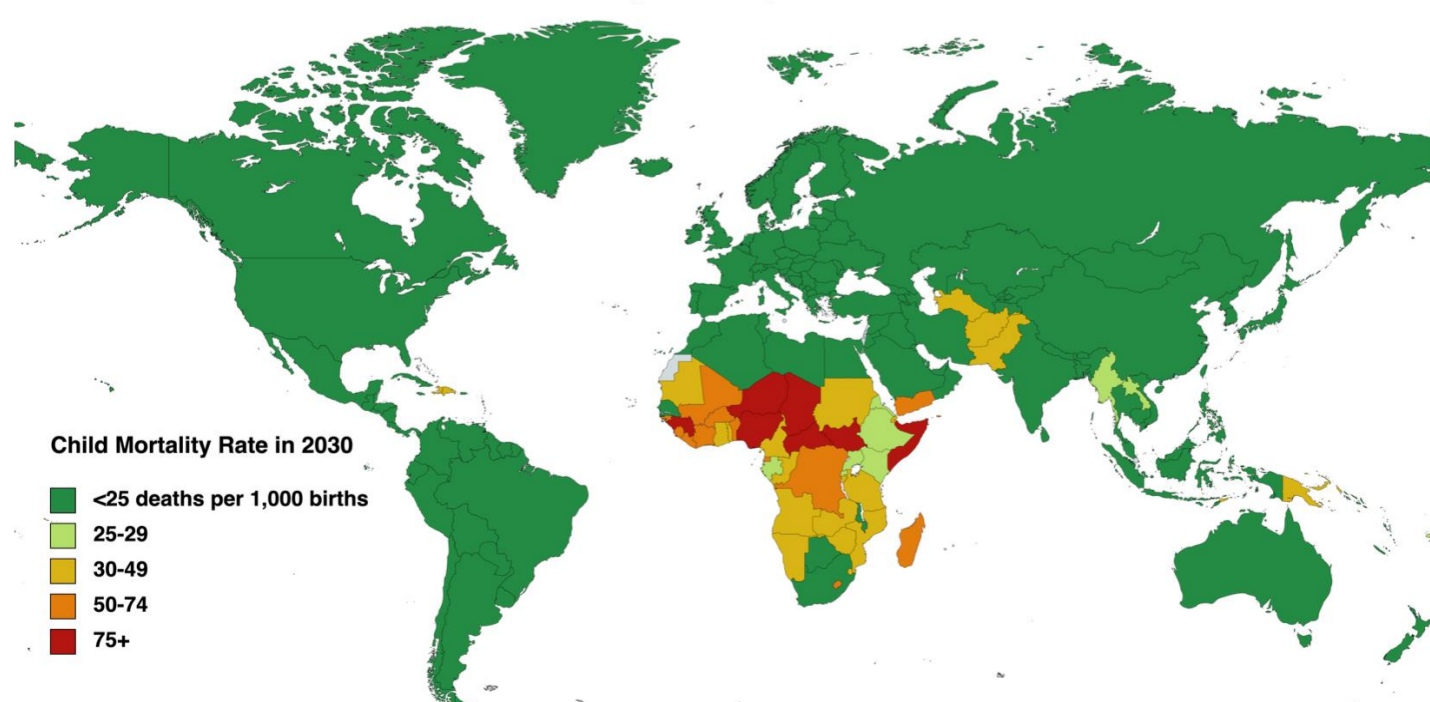 Child Mortality Rate in 2030
<25 deaths per 1,000 births
25-29
30-49
50-74
75+